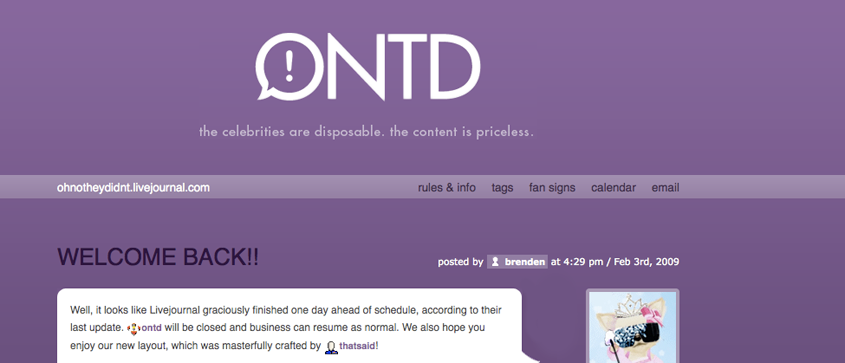 ONTD
the celebrities are disposable. the content is priceless.
ohnotheydidnt.livejournal.com rules & info tags fan signs calendar email
WELCOME BACK!!
posted by brenden at 4:29 pm / Feb 3rd, 2009
Well, it looks like Livejournal graciously finished one day ahead of schedule, according to their
last update. ontd will be closed and business can resume as normal. We also hope you
enjoy our new layout, which was masterfully crafted by thatsaid!